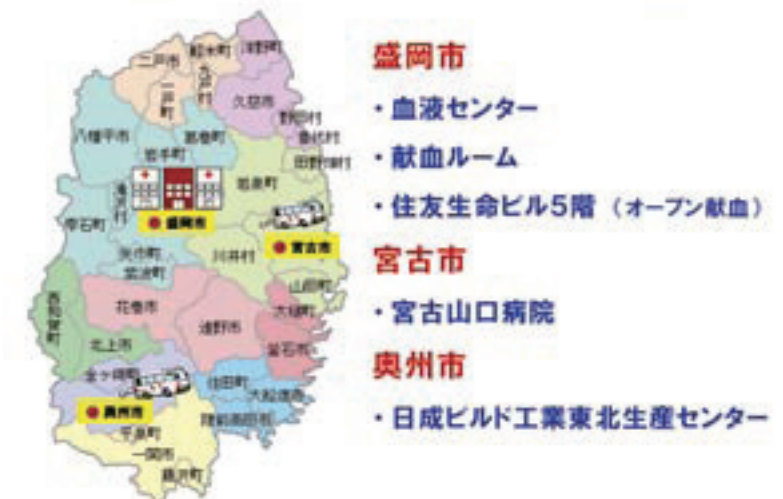 洋野町
軽米町
二戸市
九戸村
一戸町
久慈市
野田村
普代村
八幡平市
葛巻町
岩手町
田野畑村
岩泉町
滝沢村
雫石町
盛岡市
宮古市
矢巾町
川井村
紫波町
山田町
花巻市
大槌町
西和賀町
遠野市
釜石市
北上市
金ヶ崎町
住田町
大船渡市
奥州市
陸前高田市
平泉町
一関市
藤沢町
盛岡市
・血液センター
・献血ルーム
・住友生命ビル5階 (オープン献血)
宮古市
・宮古山口病院
奥州市
・日成ビルド工業東北生産センター